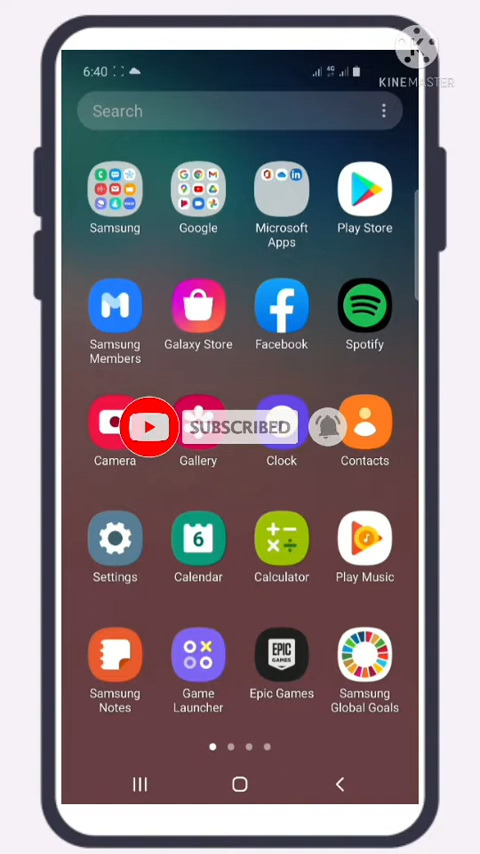 6:40
4G
KINEMASTER
Search
Samsung
Google
Microsoft
Apps
Play Store
Samsung
Members
Galaxy Store
Facebook
Spotify
SUBSCRIBED
Camera
Gallery
Clock
Contacts
6
Settings
Calendar
Calculator
Play Music
EPIC
GAMES
Samsung
Notes
Game
Launcher
Epic Games
Samsung
Global Goals